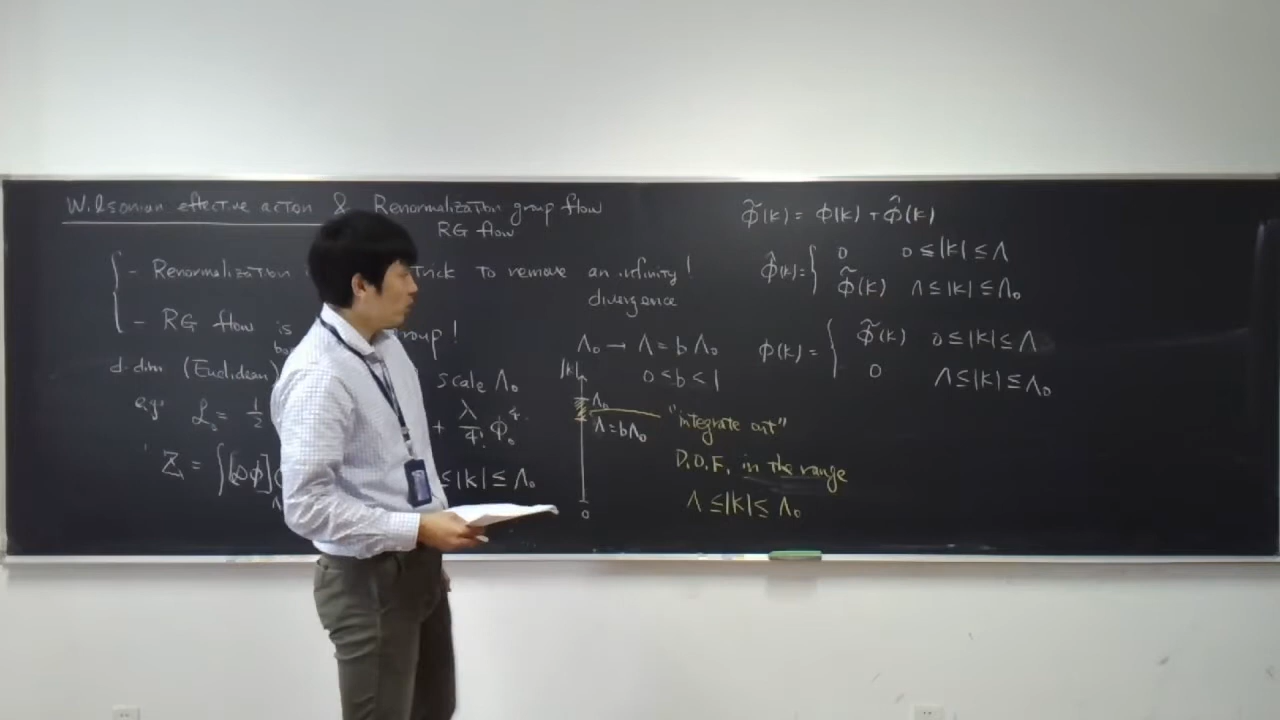 Wilsonian effective action & Renormalization group flow
RG flow
- Renormalization trick to remove an infinity!
divergence
- RG flow is group!
d-dim (Euclidean) scale Λ₀
e.g. ℒ₀ = 1/2 + λ/4! φ₀⁴
Z = ∫[𝒟φ] ≤|k| ≤ Λ₀
Λ₀ → Λ = b Λ₀
0 < b < 1
|k|
Λ₀
Λ = bΛ₀
0
"integrate out"
D.O.F. in the range
Λ ≤|k| ≤ Λ₀
φ̃(k) = φ(k) + φ̂(k)
φ̂(k) = { 0 0 ≤ |k| ≤ Λ
φ̃(k) Λ ≤ |k| ≤ Λ₀
φ(k) = { φ̃(k) 0 ≤ |k| ≤ Λ
0 Λ ≤ |k| ≤ Λ₀